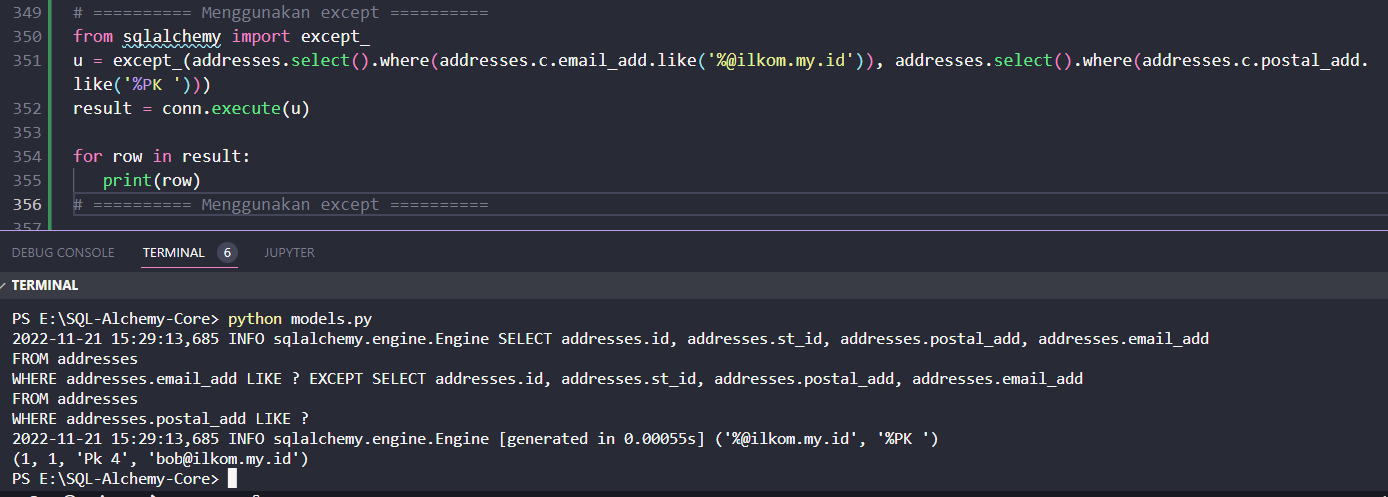 349 # ========== Menggunakan except ==========
350 from sqlalchemy import except_
351 u = except_(addresses.select().where(addresses.c.email_add.like('%@ilkom.my.id')), addresses.select().where(addresses.c.postal_add.
like('%PK ')))
352 result = conn.execute(u)
353
354 for row in result:
355 print(row)
356 # ========== Menggunakan except ==========
357
DEBUG CONSOLE TERMINAL 6 JUPYTER
TERMINAL
PS E:\SQL-Alchemy-Core> python models.py
2022-11-21 15:29:13,685 INFO sqlalchemy.engine.Engine SELECT addresses.id, addresses.st_id, addresses.postal_add, addresses.email_add
FROM addresses
WHERE addresses.email_add LIKE ? EXCEPT SELECT addresses.id, addresses.st_id, addresses.postal_add, addresses.email_add
FROM addresses
WHERE addresses.postal_add LIKE ?
2022-11-21 15:29:13,685 INFO sqlalchemy.engine.Engine [generated in 0.00055s] ('%@ilkom.my.id', '%PK ')
(1, 1, 'Pk 4', 'bob@ilkom.my.id')
PS E:\SQL-Alchemy-Core>